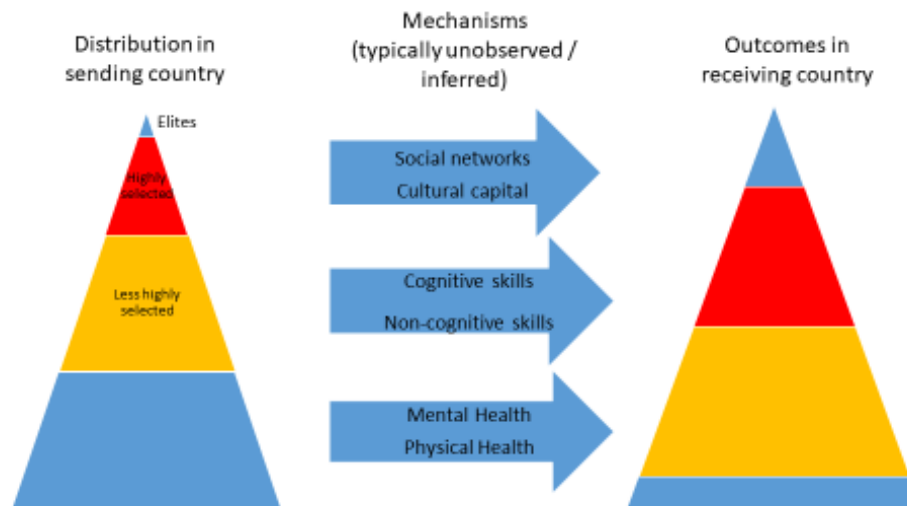 Distribution in
sending country
Mechanisms
(typically unobserved /
inferred)
Outcomes in
receiving country
Elites
Highly
selected
Less highly
selected
Social networks
Cultural capital
Cognitive skills
Non-cognitive skills
Mental Health
Physical Health